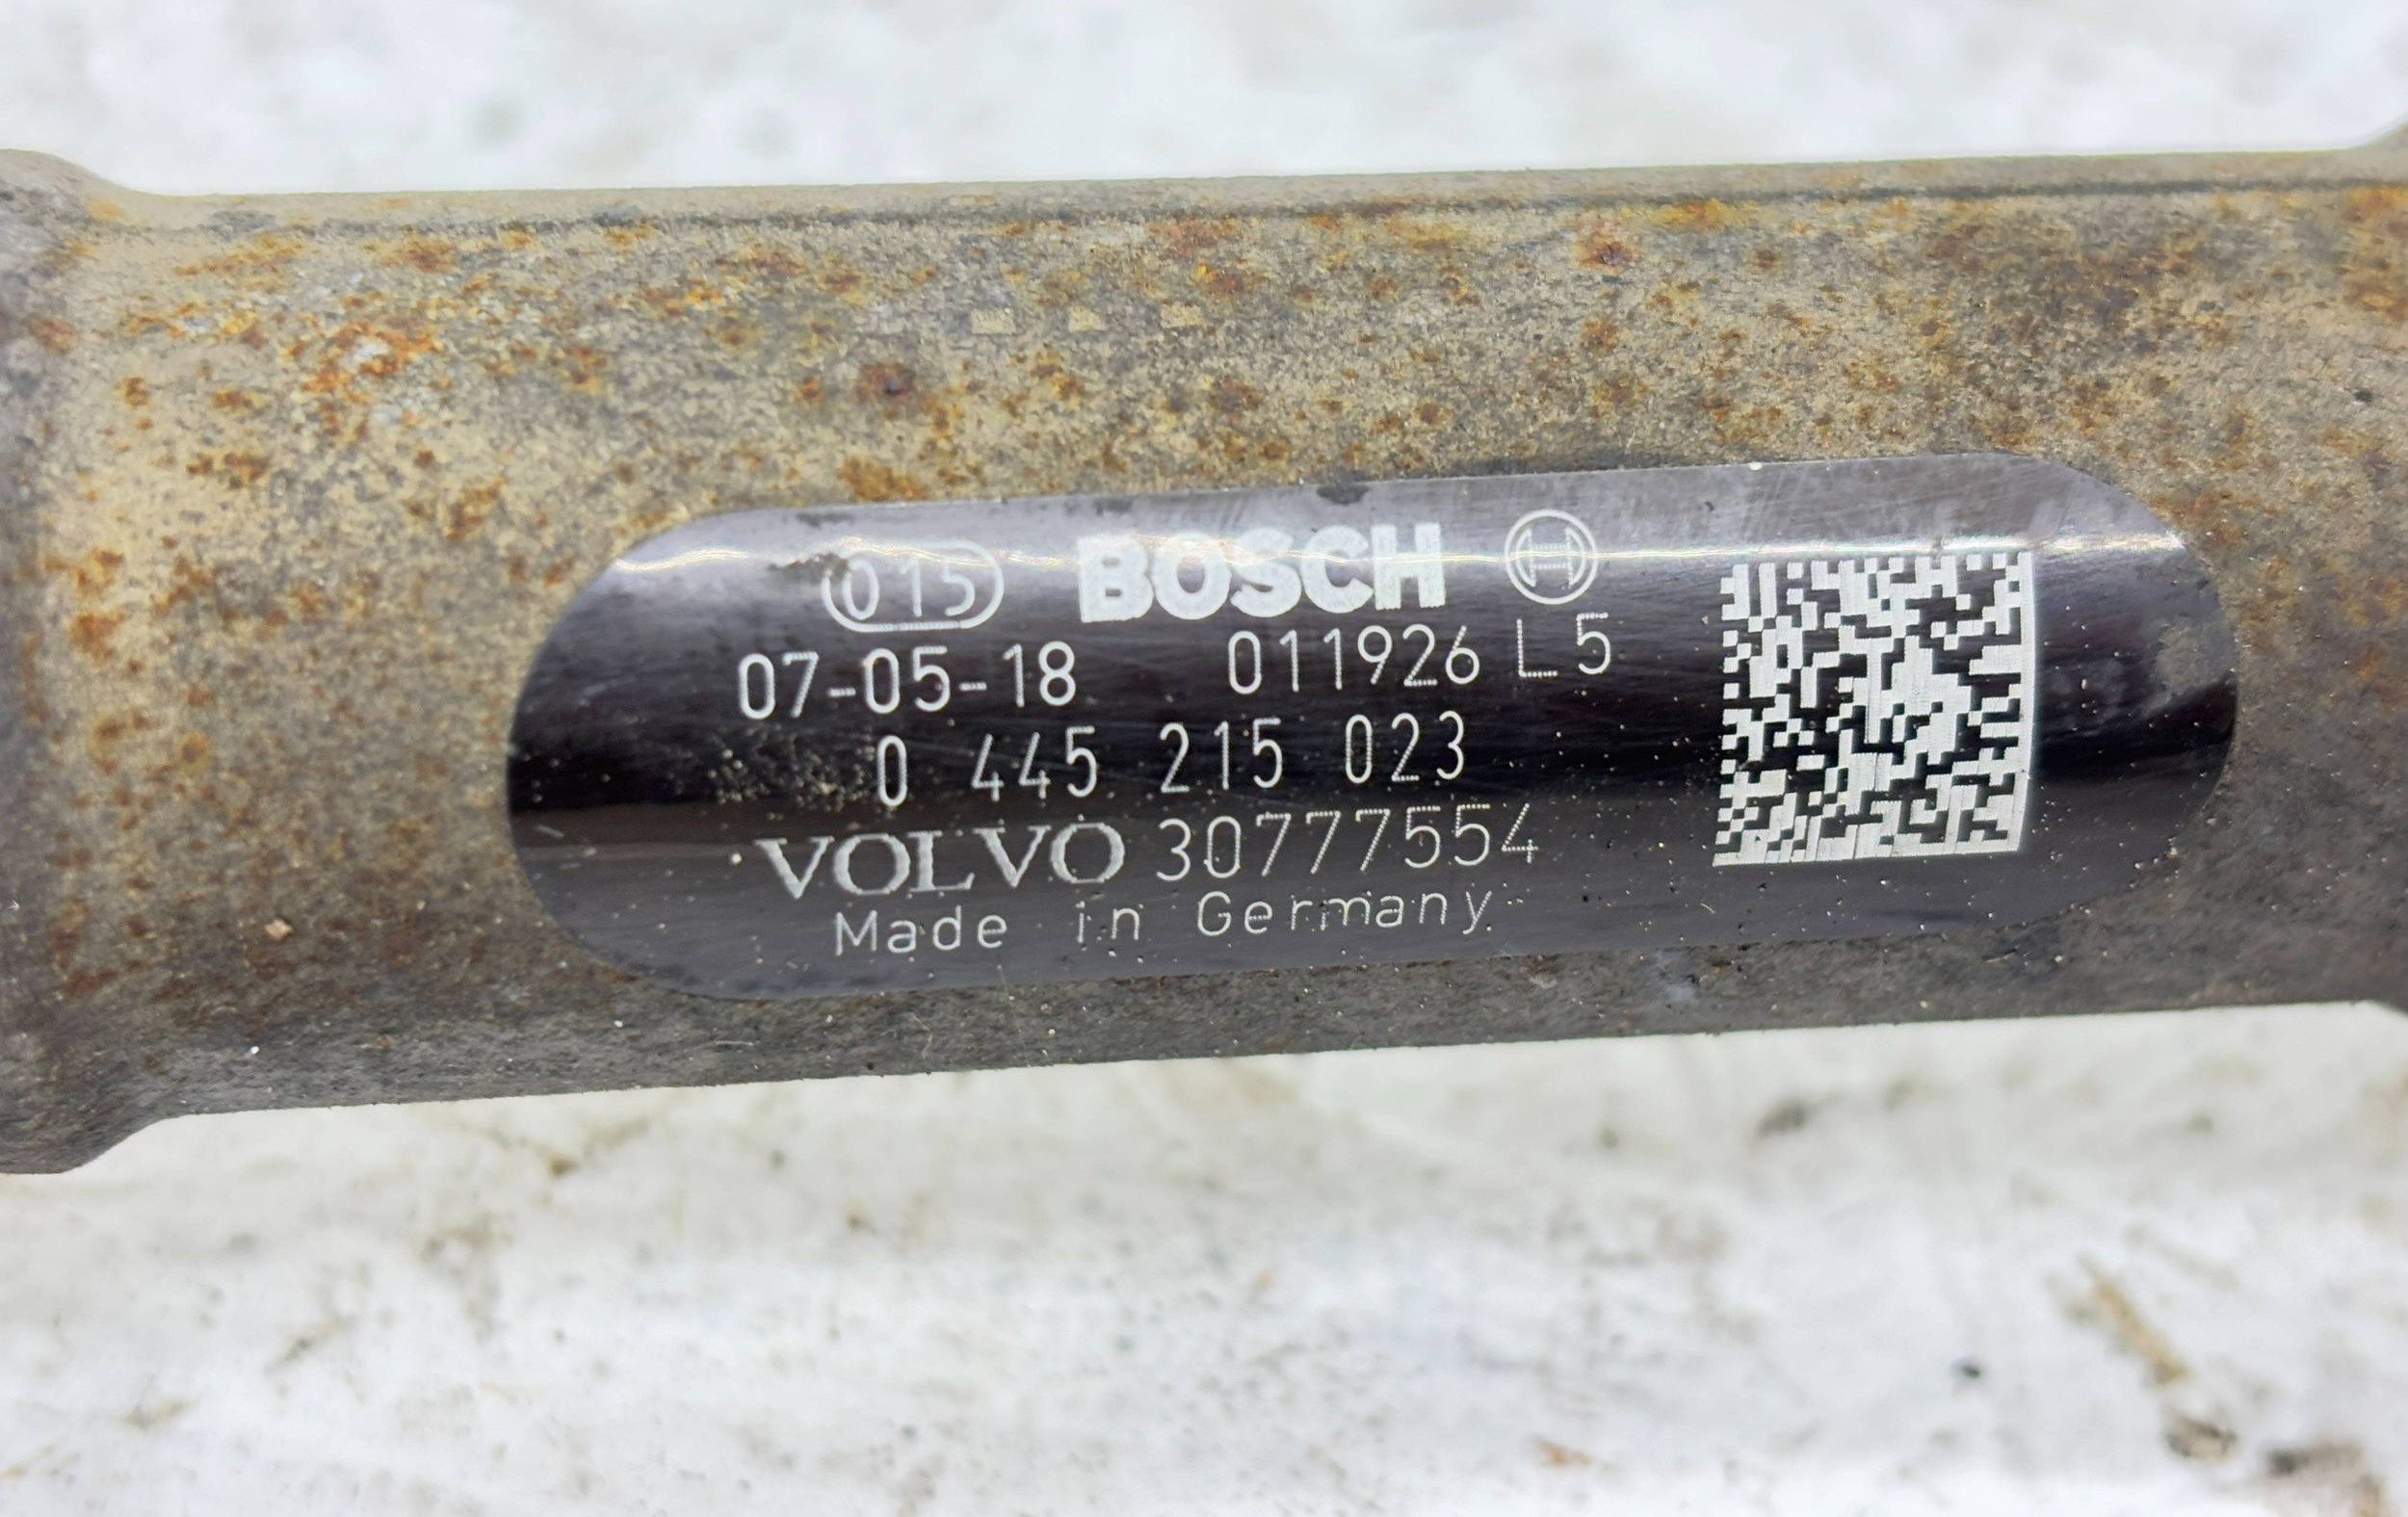 015 BOSCH
07-05-18 011926 L5
0 445 215 023
VOLVO 30777554
Made in Germany